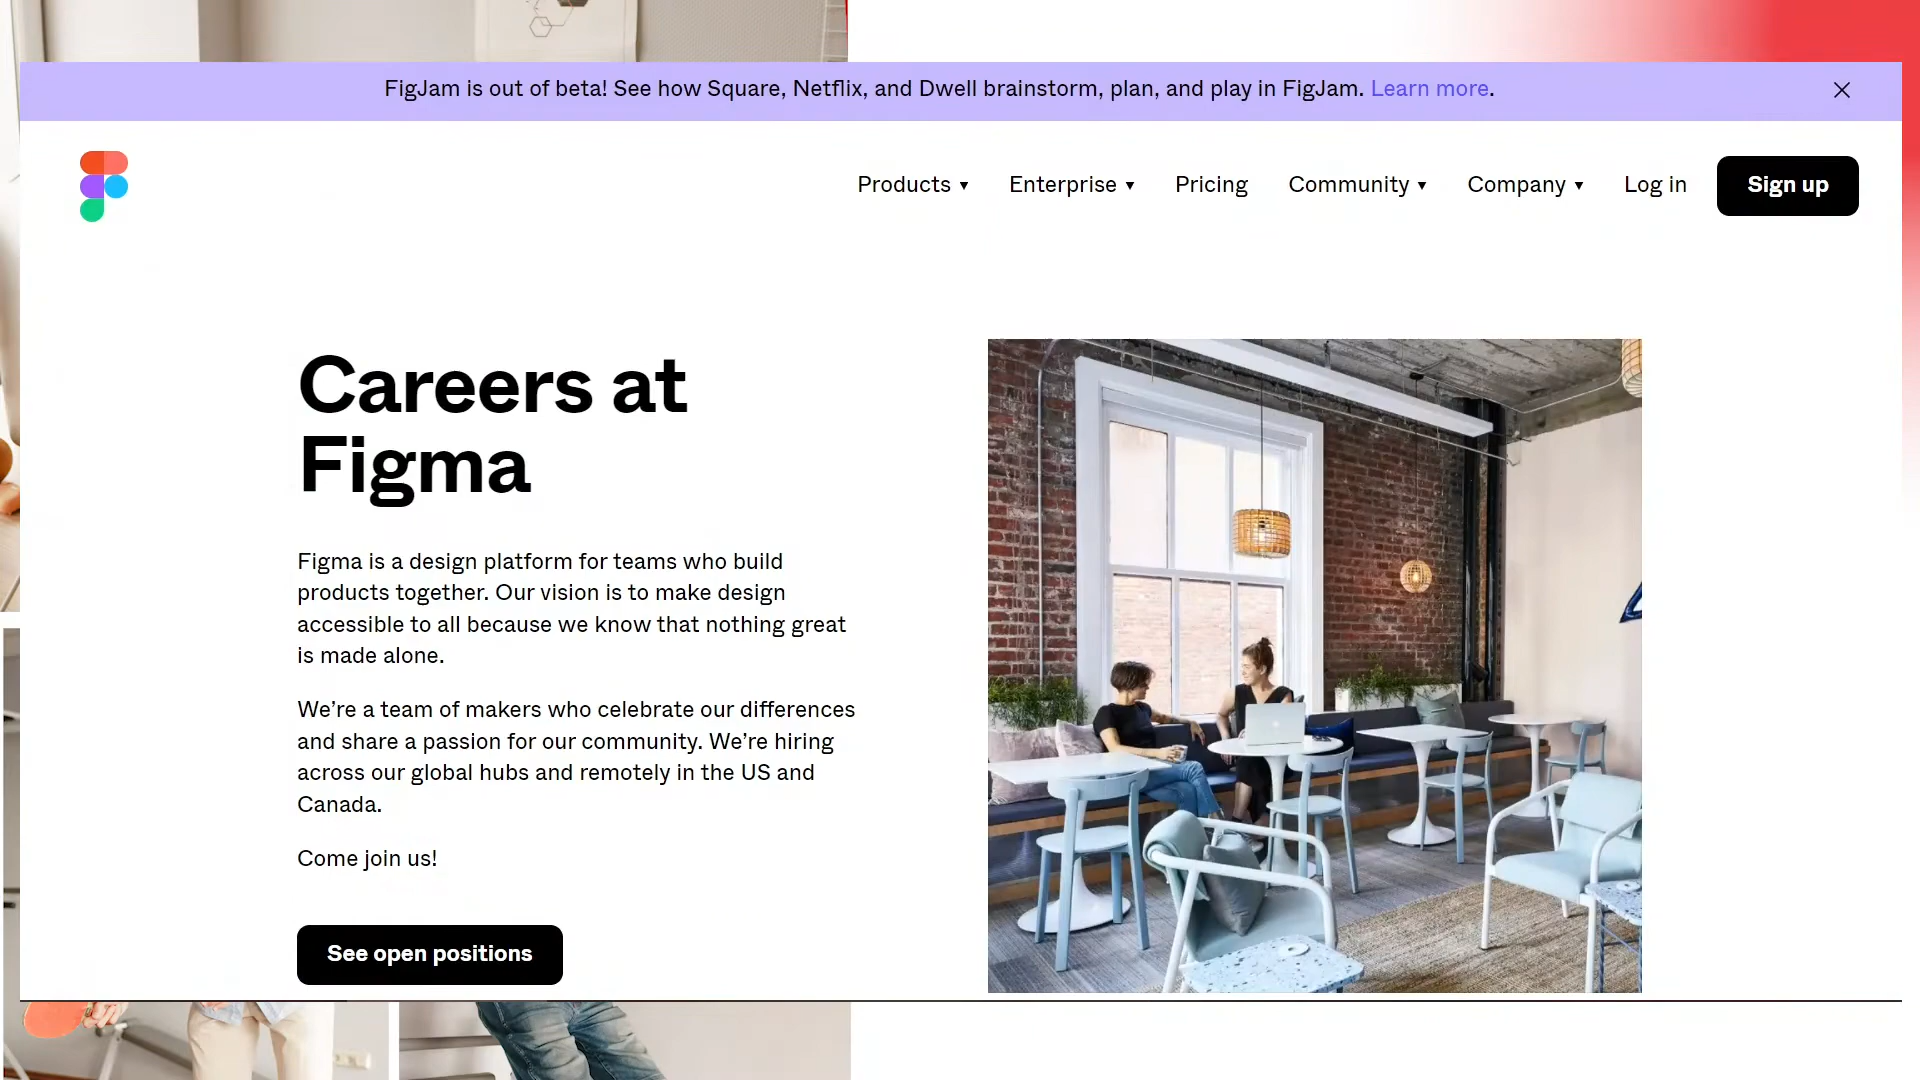 FigJam is out of beta! See how Square, Netflix, and Dwell brainstorm, plan, and play in FigJam. Learn more.
Products ▼ Enterprise ▼ Pricing Community ▼ Company ▼ Log in Sign up
Careers at
Figma
Figma is a design platform for teams who build
products together. Our vision is to make design
accessible to all because we know that nothing great
is made alone.
We’re a team of makers who celebrate our differences
and share a passion for our community. We’re hiring
across our global hubs and remotely in the US and
Canada.
Come join us!
See open positions